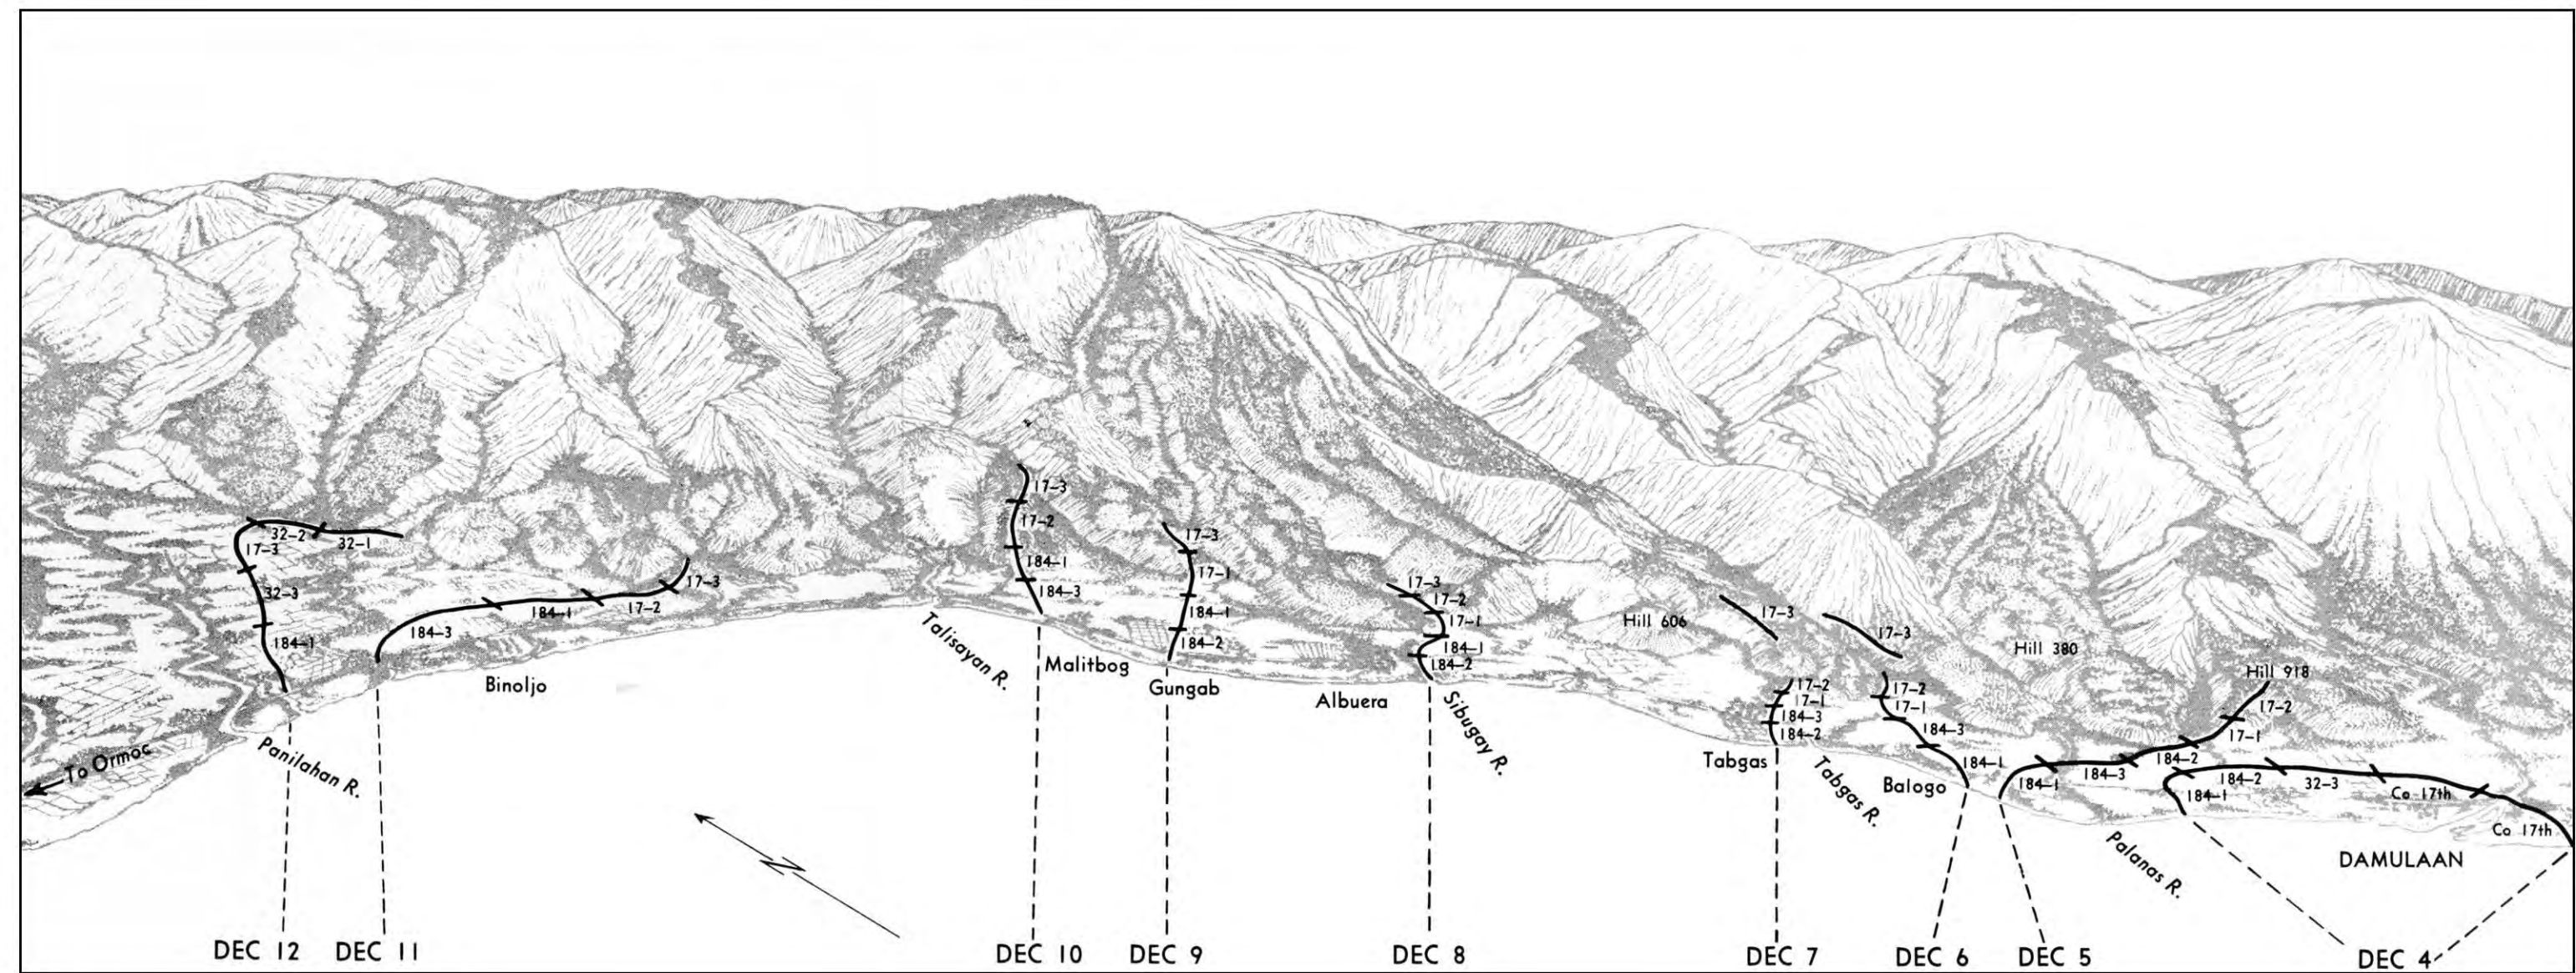 32-2
32-1
17-3
32-3
184-1
184-3
184-1
17-2
17-3
17-3
17-2
184-1
184-3
17-3
17-1
184-1
184-2
17-3
17-2
17-1
184-1
184-2
Hill 606
17-3
17-2
17-1
184-3
184-2
17-3
17-2
17-1
184-3
184-1
Hill 380
Hill 918
17-2
17-1
184-2
184-3
184-1
184-2
184-1
32-3
Co 17th
Co 17th
To Ormoc
Panilahan R.
Binoljo
Talisayan R.
Malitbog
Gungab
Albuera
Sibugay R.
Tabgas
Tabgas R.
Balogo
Palanas R.
DAMULAAN
DEC 12
DEC 11
DEC 10
DEC 9
DEC 8
DEC 7
DEC 6
DEC 5
DEC 4